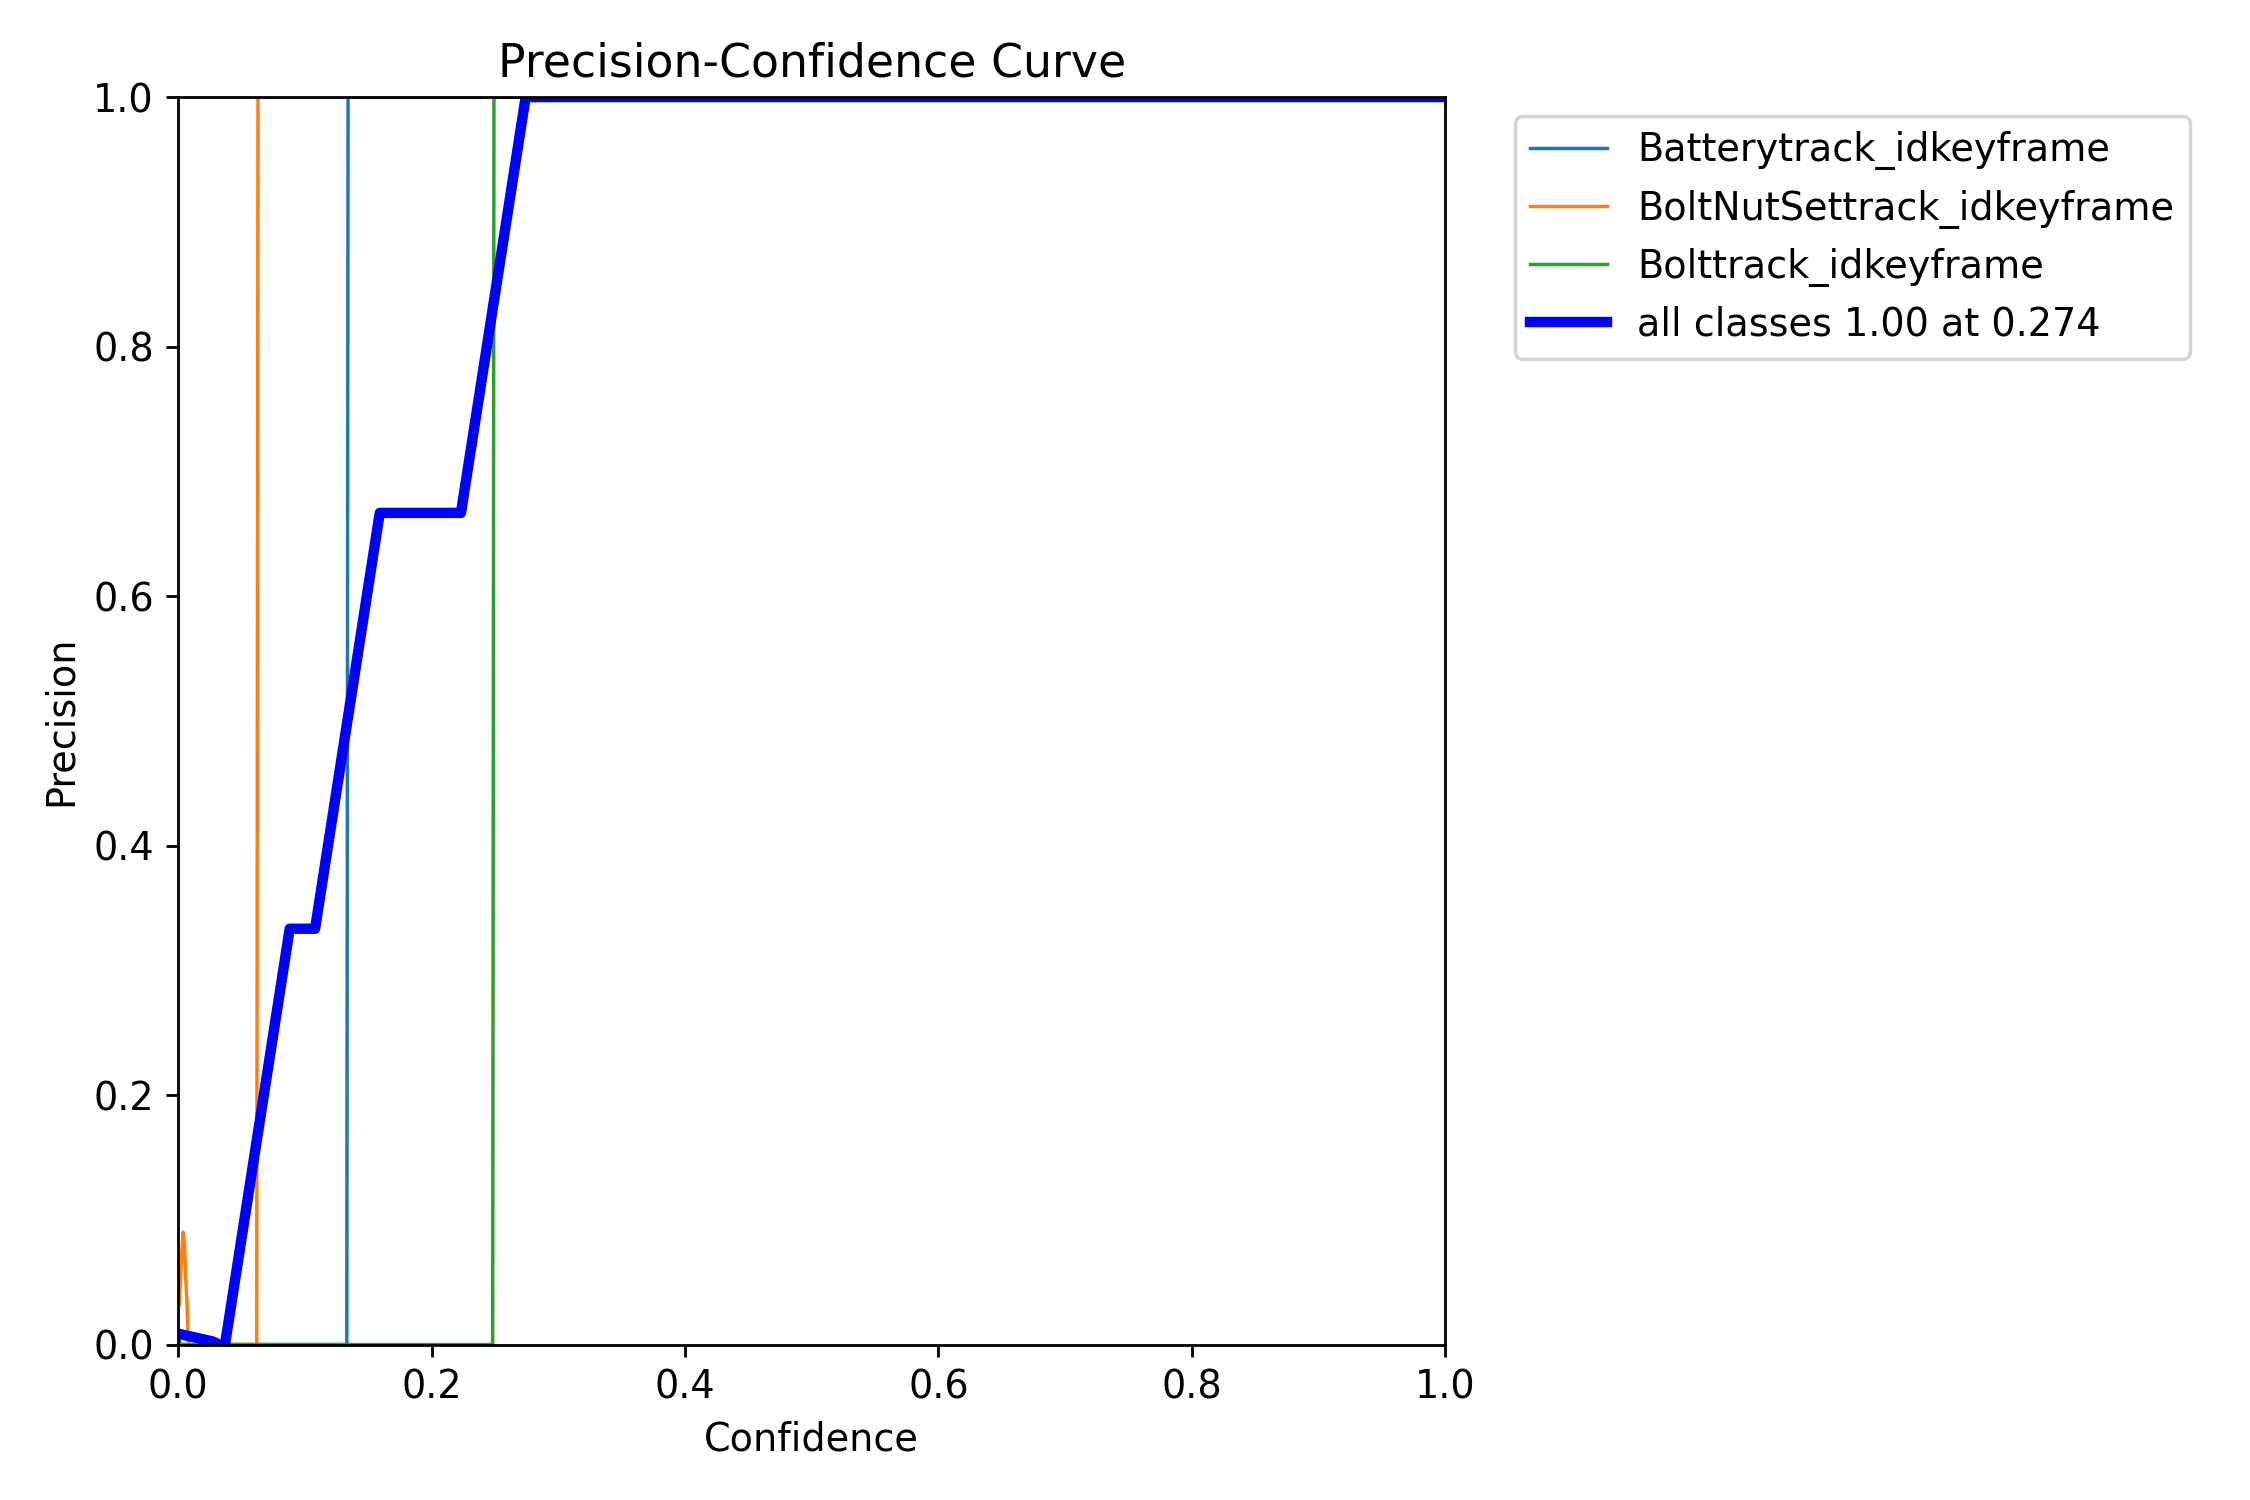 Precision-Confidence Curve
1.0
0.8
0.6
0.4
0.2
0.0
Precision
0.0 0.2 0.4 0.6 0.8 1.0
Confidence
Batterytrack_idkeyframe
BoltNutSettrack_idkeyframe
Bolttrack_idkeyframe
all classes 1.00 at 0.274